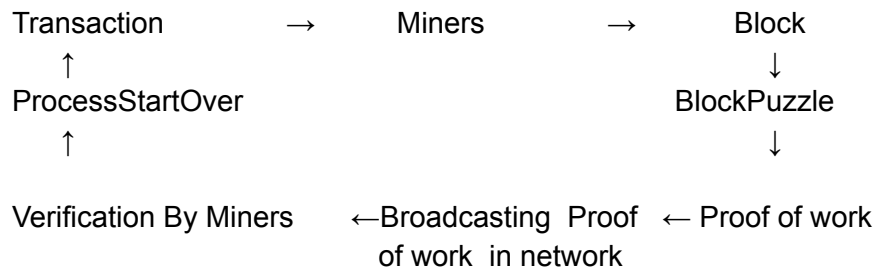 Transaction → Miners → Block
↑ ↓
ProcessStartOver BlockPuzzle
↑ ↓
Verification By Miners ←Broadcasting Proof ← Proof of work
of work in network